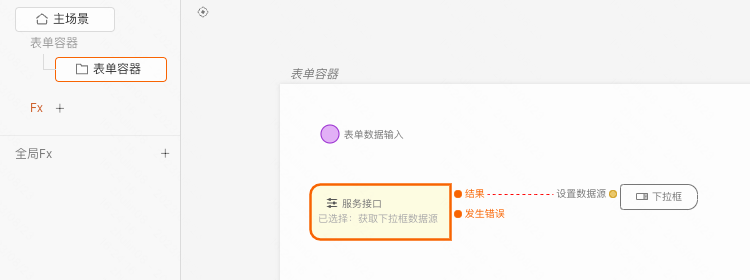 主场景
表单容器
表单容器
Fx +
全局Fx +
表单容器
表单数据输入
服务接口
已选择：获取下拉框数据源
结果
发生错误
设置数据源
下拉框